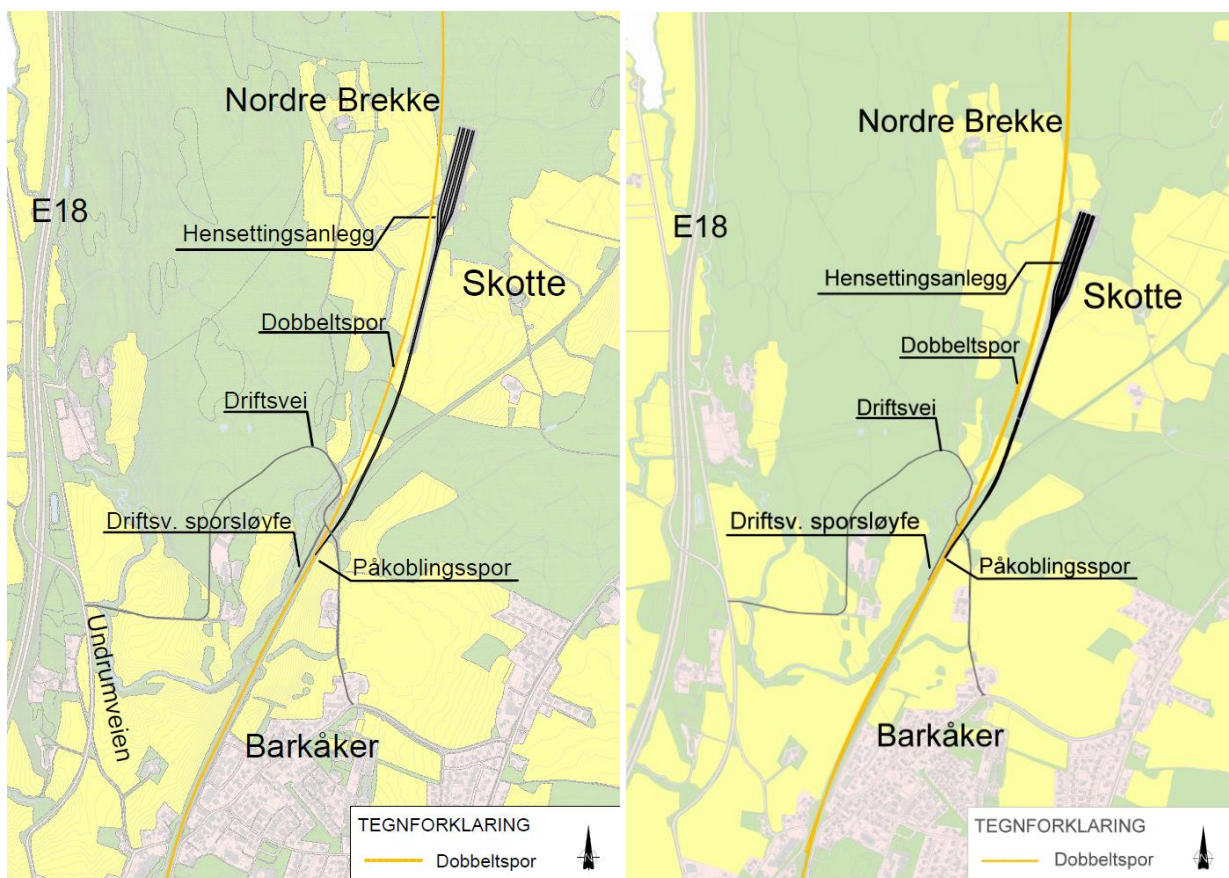 Nordre Brekke
E18
Hensettingsanlegg
Skotte
Dobbeltspor
Driftsvei
Driftsv. sporsløyfe
Påkoblingsspor
Undrumveien
Barkåker
TEGNFORKLARING
Dobbeltspor
N
Nordre Brekke
E18
Hensettingsanlegg
Skotte
Dobbeltspor
Driftsvei
Driftsv. sporsløyfe
Påkoblingsspor
Barkåker
TEGNFORKLARING
Dobbeltspor
N